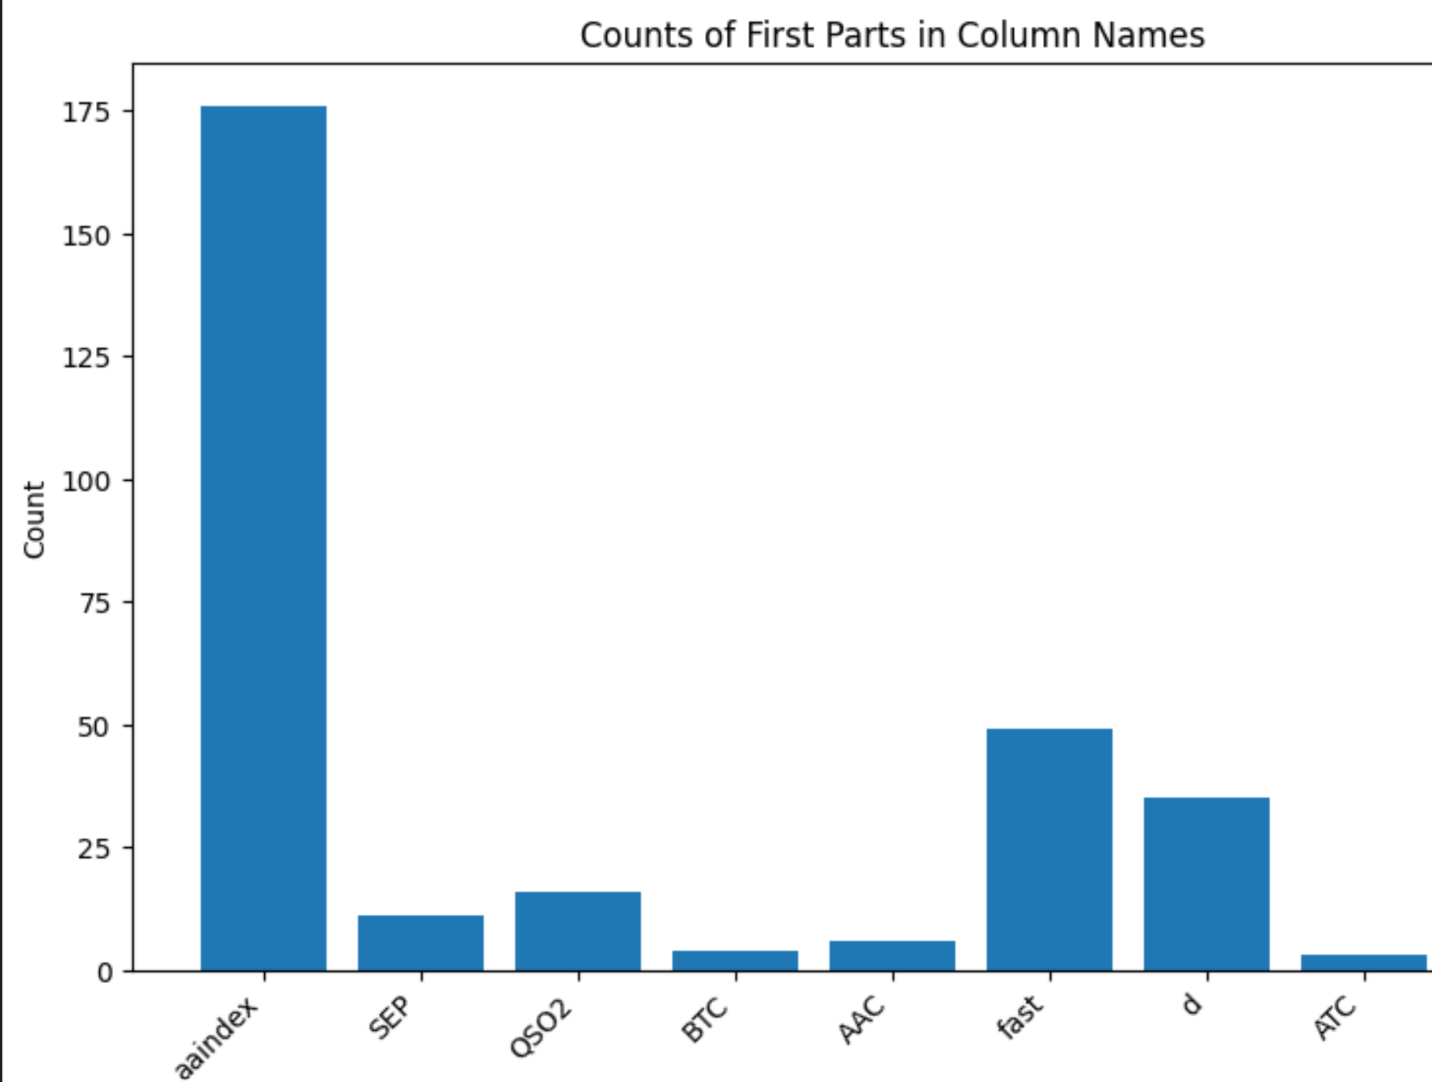 Counts of First Parts in Column Names
175
150
125
100
75
50
25
0
Count
aaindex
SEP
QSO2
BTC
AAC
fast
d
ATC